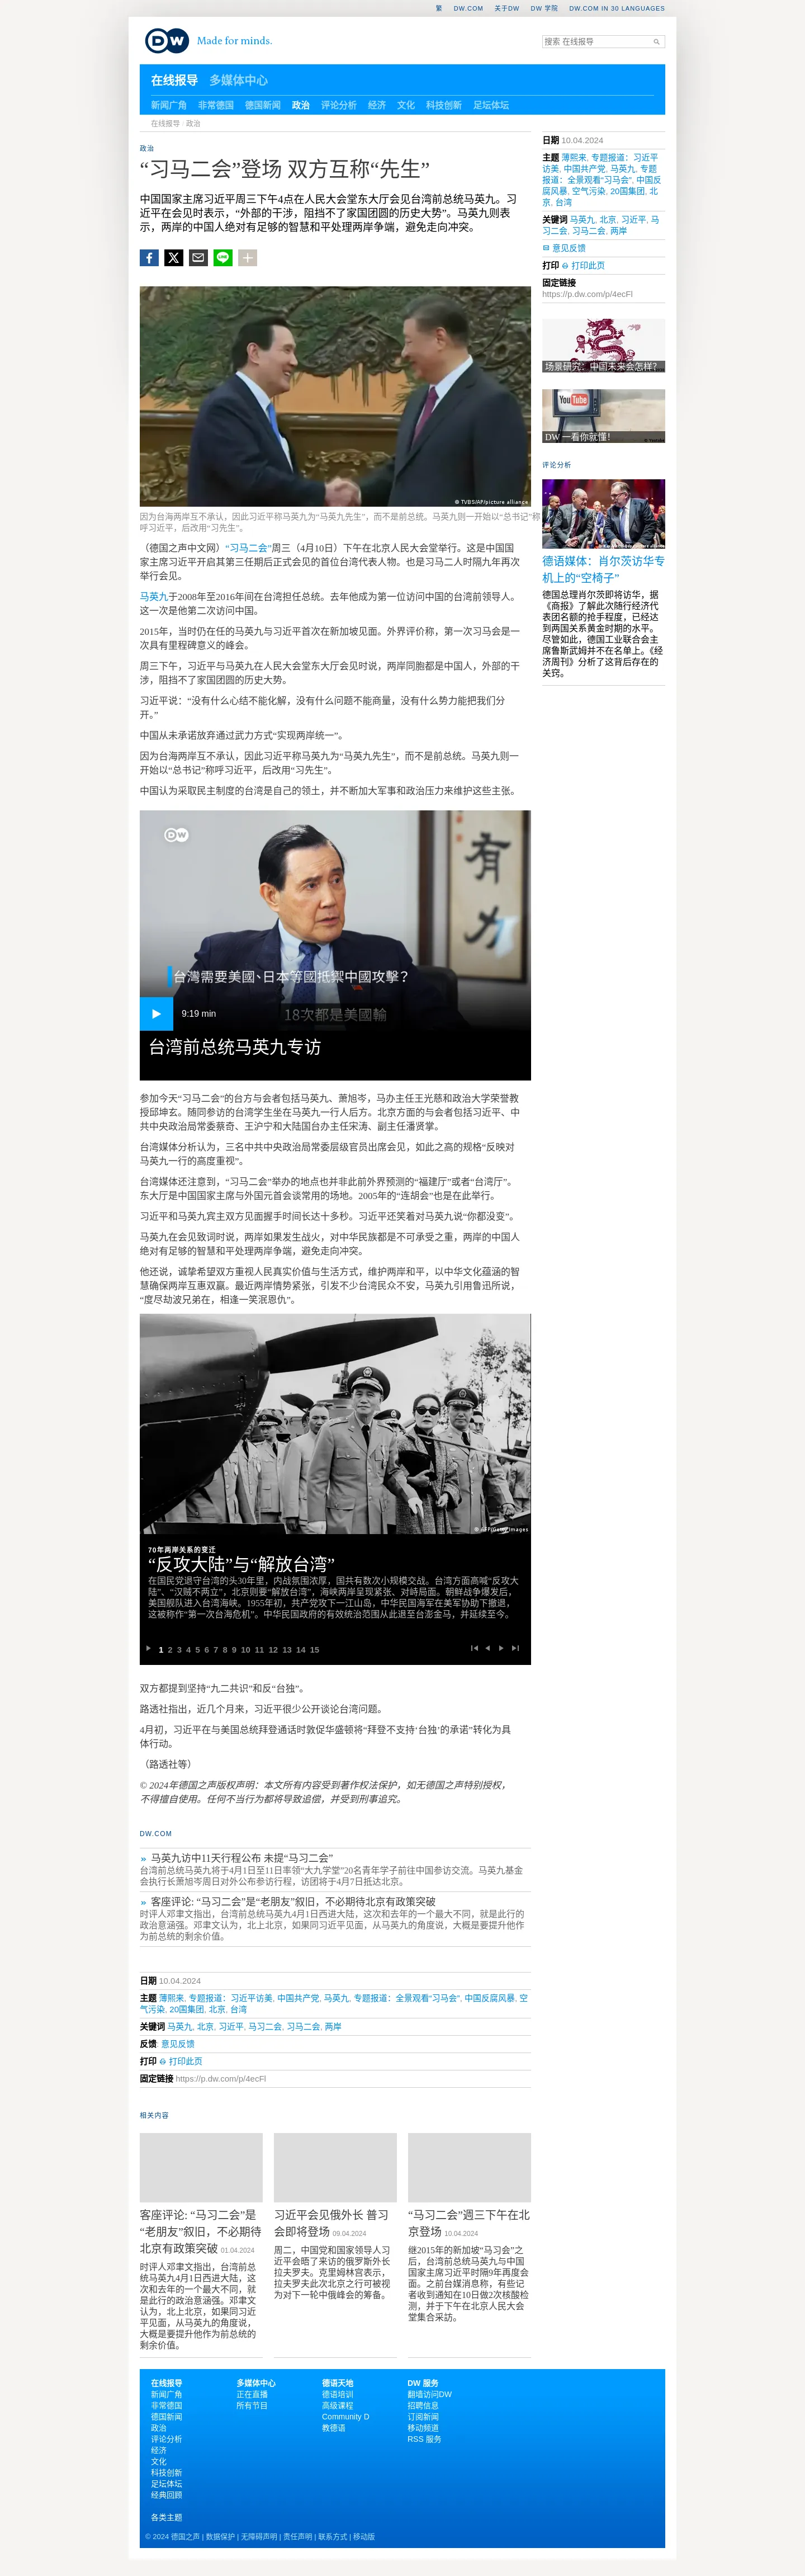 繁 DW.COM 关于DW DW 学院 DW.COM IN 30 LANGUAGES
DW Made for minds.
搜索 在线报导
在线报导 多媒体中心
新闻广角 非常德国 德国新闻 政治 评论分析 经济 文化 科技创新 足坛体坛
在线报导 / 政治
政治
“习马二会”登场 双方互称“先生”
中国国家主席习近平周三下午4点在人民大会堂东大厅会见台湾前总统马英九。习
近平在会见时表示，“外部的干涉，阻挡不了家国团圆的历史大势”。马英九则表
示，两岸的中国人绝对有足够的智慧和平处理两岸争端，避免走向冲突。
© TVBS/AP/picture alliance
因为台海两岸互不承认，因此习近平称马英九为“马英九先生”，而不是前总统。马英九则一开始以“总书记”称
呼习近平，后改用“习先生”。
（德国之声中文网）“习马二会”周三（4月10日）下午在北京人民大会堂举行。这是中国国
家主席习近平开启其第三任期后正式会见的首位台湾代表人物。也是习马二人时隔九年再次
举行会见。
马英九于2008年至2016年间在台湾担任总统。去年他成为第一位访问中国的台湾前领导人。
这一次是他第二次访问中国。
2015年，当时仍在任的马英九与习近平首次在新加坡见面。外界评价称，第一次习马会是一
次具有里程碑意义的峰会。
周三下午，习近平与马英九在人民大会堂东大厅会见时说，两岸同胞都是中国人，外部的干
涉，阻挡不了家国团圆的历史大势。
习近平说：“没有什么心结不能化解，没有什么问题不能商量，没有什么势力能把我们分
开。”
中国从未承诺放弃通过武力方式“实现两岸统一”。
因为台海两岸互不承认，因此习近平称马英九为“马英九先生”，而不是前总统。马英九则一
开始以“总书记”称呼习近平，后改用“习先生”。
中国认为采取民主制度的台湾是自己的领土，并不断加大军事和政治压力来维护这些主张。
DW
台灣需要美國、日本等國抵禦中國攻擊？
18次都是美國輸
9:19 min
台湾前总统马英九专访
参加今天“习马二会”的台方与会者包括马英九、萧旭岑，马办主任王光慈和政治大学荣誉教
授邱坤玄。随同参访的台湾学生坐在马英九一行人后方。北京方面的与会者包括习近平、中
共中央政治局常委蔡奇、王沪宁和大陆国台办主任宋涛、副主任潘贤掌。
台湾媒体分析认为，三名中共中央政治局常委层级官员出席会见，如此之高的规格“反映对
马英九一行的高度重视”。
台湾媒体还注意到，“习马二会”举办的地点也并非此前外界预测的“福建厅”或者“台湾厅”。
东大厅是中国国家主席与外国元首会谈常用的场地。2005年的“连胡会”也是在此举行。
习近平和马英九宾主双方见面握手时间长达十多秒。习近平还笑着对马英九说“你都没变”。
马英九在会见致词时说，两岸如果发生战火，对中华民族都是不可承受之重，两岸的中国人
绝对有足够的智慧和平处理两岸争端，避免走向冲突。
他还说，诚挚希望双方重视人民真实价值与生活方式，维护两岸和平，以中华文化蕴涵的智
慧确保两岸互惠双赢。最近两岸情势紧张，引发不少台湾民众不安，马英九引用鲁迅所说，
“度尽劫波兄弟在，相逢一笑泯恩仇”。
© AFP/Getty Images
70年两岸关系的变迁
“反攻大陆”与“解放台湾”
在国民党退守台湾的头30年里，内战氛围浓厚，国共有数次小规模交战。台湾方面高喊“反攻大
陆”、“汉贼不两立”，北京则要“解放台湾”，海峡两岸呈现紧张、对峙局面。朝鲜战争爆发后，
美国舰队进入台湾海峡。1955年初，共产党攻下一江山岛，中华民国海军在美军协助下撤退，
这被称作“第一次台海危机”。中华民国政府的有效统治范围从此退至台澎金马，并延续至今。
1 2 3 4 5 6 7 8 9 10 11 12 13 14 15
双方都提到坚持“九二共识”和反“台独”。
路透社指出，近几个月来，习近平很少公开谈论台湾问题。
4月初，习近平在与美国总统拜登通话时敦促华盛顿将“拜登不支持‘台独’的承诺”转化为具
体行动。
（路透社等）
© 2024年德国之声版权声明：本文所有内容受到著作权法保护，如无德国之声特别授权，
不得擅自使用。任何不当行为都将导致追偿，并受到刑事追究。
DW.COM
» 马英九访中11天行程公布 未提“马习二会”
台湾前总统马英九将于4月1日至11日率领“大九学堂”20名青年学子前往中国参访交流。马英九基金
会执行长萧旭岑周日对外公布参访行程，访团将于4月7日抵达北京。
» 客座评论: “马习二会”是“老朋友”叙旧，不必期待北京有政策突破
时评人邓聿文指出，台湾前总统马英九4月1日西进大陆，这次和去年的一个最大不同，就是此行的
政治意涵强。邓聿文认为，北上北京，如果同习近平见面，从马英九的角度说，大概是要提升他作
为前总统的剩余价值。
日期 10.04.2024
主题 薄熙来, 专题报道：习近平访美, 中国共产党, 马英九, 专题报道：全景观看"习马会", 中国反腐风暴, 空
气污染, 20国集团, 北京, 台湾
关键词 马英九, 北京, 习近平, 马习二会, 习马二会, 两岸
反馈: 意见反馈
打印 打印此页
固定链接 https://p.dw.com/p/4ecFl
相关内容
客座评论: “马习二会”是
“老朋友”叙旧，不必期待
北京有政策突破 01.04.2024
时评人邓聿文指出，台湾前总
统马英九4月1日西进大陆，这
次和去年的一个最大不同，就
是此行的政治意涵强。邓聿文
认为，北上北京，如果同习近
平见面，从马英九的角度说，
大概是要提升他作为前总统的
剩余价值。
习近平会见俄外长 普习
会即将登场 09.04.2024
周二，中国党和国家领导人习
近平会晤了来访的俄罗斯外长
拉夫罗夫。克里姆林宫表示，
拉夫罗夫此次北京之行可被视
为对下一轮中俄峰会的筹备。
“马习二会”週三下午在北
京登场 10.04.2024
继2015年的新加坡“马习会”之
后，台湾前总统马英九与中国
国家主席习近平时隔9年再度会
面。之前台媒消息称，有些记
者收到通知在10日做2次核酸检
测，并于下午在北京人民大会
堂集合采訪。
日期 10.04.2024
主题 薄熙来, 专题报道：习近平
访美, 中国共产党, 马英九, 专题
报道：全景观看"习马会", 中国反
腐风暴, 空气污染, 20国集团, 北
京, 台湾
关键词 马英九, 北京, 习近平, 马
习二会, 习马二会, 两岸
意见反馈
打印 打印此页
固定链接
https://p.dw.com/p/4ecFl
场景研究：中国未来会怎样？
YouTube
DW 一看你就懂！
评论分析
德语媒体：肖尔茨访华专
机上的“空椅子”
德国总理肖尔茨即将访华，据
《商报》了解此次随行经济代
表团名额的抢手程度，已经达
到两国关系黄金时期的水平。
尽管如此，德国工业联合会主
席鲁斯武姆并不在名单上。《经
济周刊》分析了这背后存在的
关窍。
在线报导
新闻广角
非常德国
德国新闻
政治
评论分析
经济
文化
科技创新
足坛体坛
经典回顾
各类主题
多媒体中心
正在直播
所有节目
德语天地
德语培训
高级课程
Community D
教德语
DW 服务
翻墙访问DW
招聘信息
订阅新闻
移动频道
RSS 服务
© 2024 德国之声 | 数据保护 | 无障碍声明 | 责任声明 | 联系方式 | 移动版